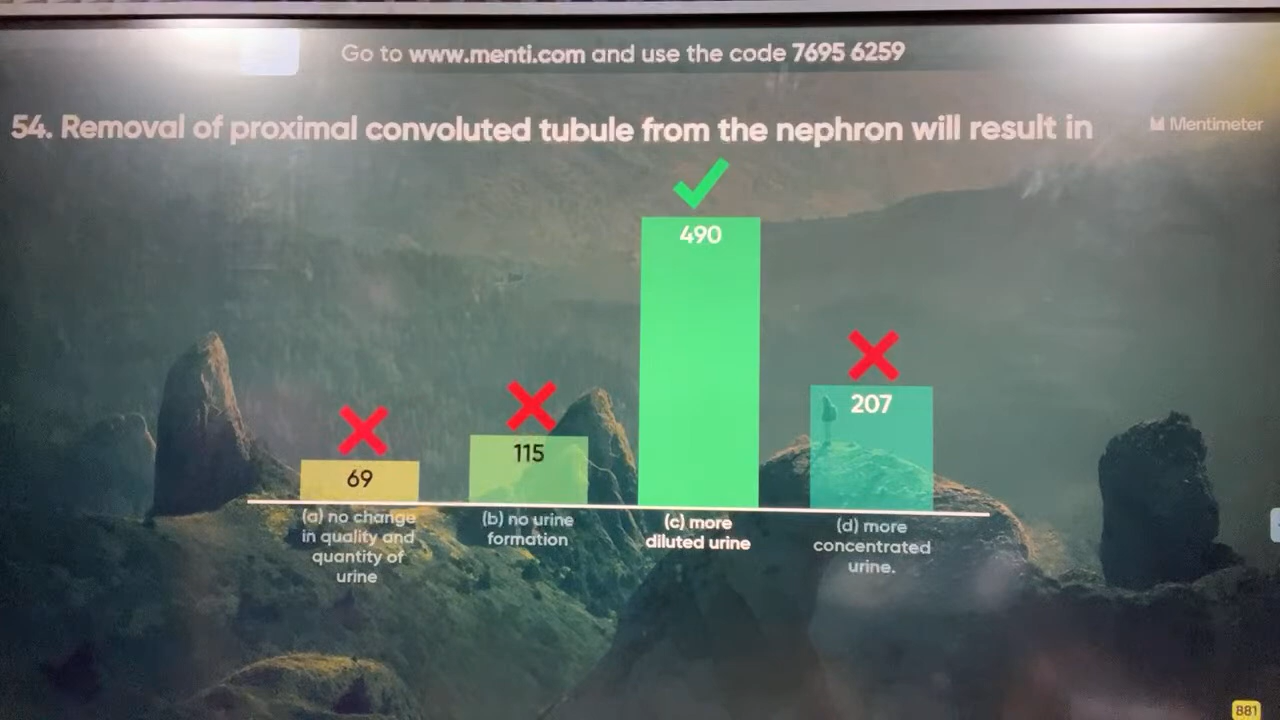 Go to www.menti.com and use the code 7695 6259
54. Removal of proximal convoluted tubule from the nephron will result in
Mentimeter
490
207
115
69
(a) no change
in quality and
quantity of
urine
(b) no urine
formation
(c) more
diluted urine
(d) more
concentrated
urine.
881